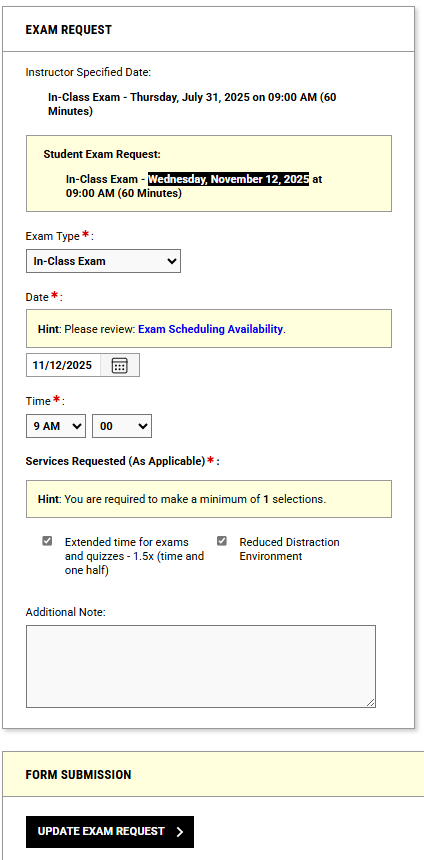 EXAM REQUEST
Instructor Specified Date:
In-Class Exam - Thursday, July 31, 2025 on 09:00 AM (60
Minutes)
Student Exam Request:
In-Class Exam - Wednesday, November 12, 2025 at
09:00 AM (60 Minutes)
Exam Type * :
In-Class Exam
Date * :
Hint: Please review: Exam Scheduling Availability.
11/12/2025
Time * :
9 AM 00
Services Requested (As Applicable) * :
Hint: You are required to make a minimum of 1 selections.
Extended time for exams
and quizzes - 1.5x (time and
one half)
Reduced Distraction
Environment
Additional Note:
FORM SUBMISSION
UPDATE EXAM REQUEST